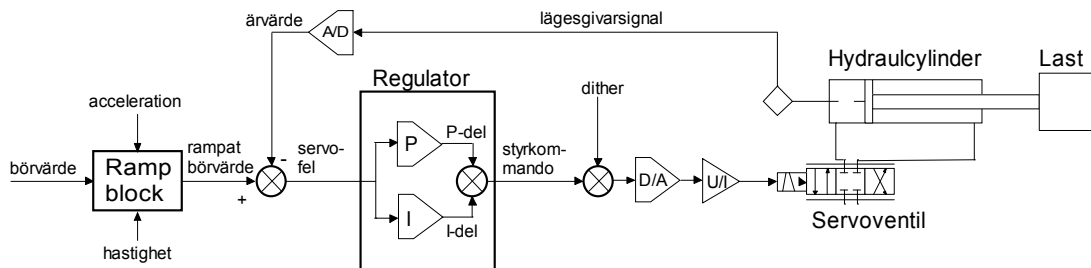 lägesgivarsignal
ärvärde
A/D
Hydraulcylinder
Last
Regulator
acceleration
dither
P-del
P
börvärde
Ramp
block
rampat
börvärde
-
+
servo-
fel
styrkom-
mando
D/A
U/I
I
I-del
Servoventil
hastighet